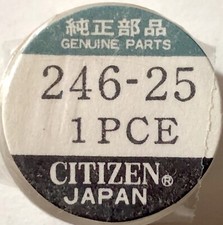 純正部品
GENUINE PARTS
246-25
1PCE
CITIZEN®
JAPAN